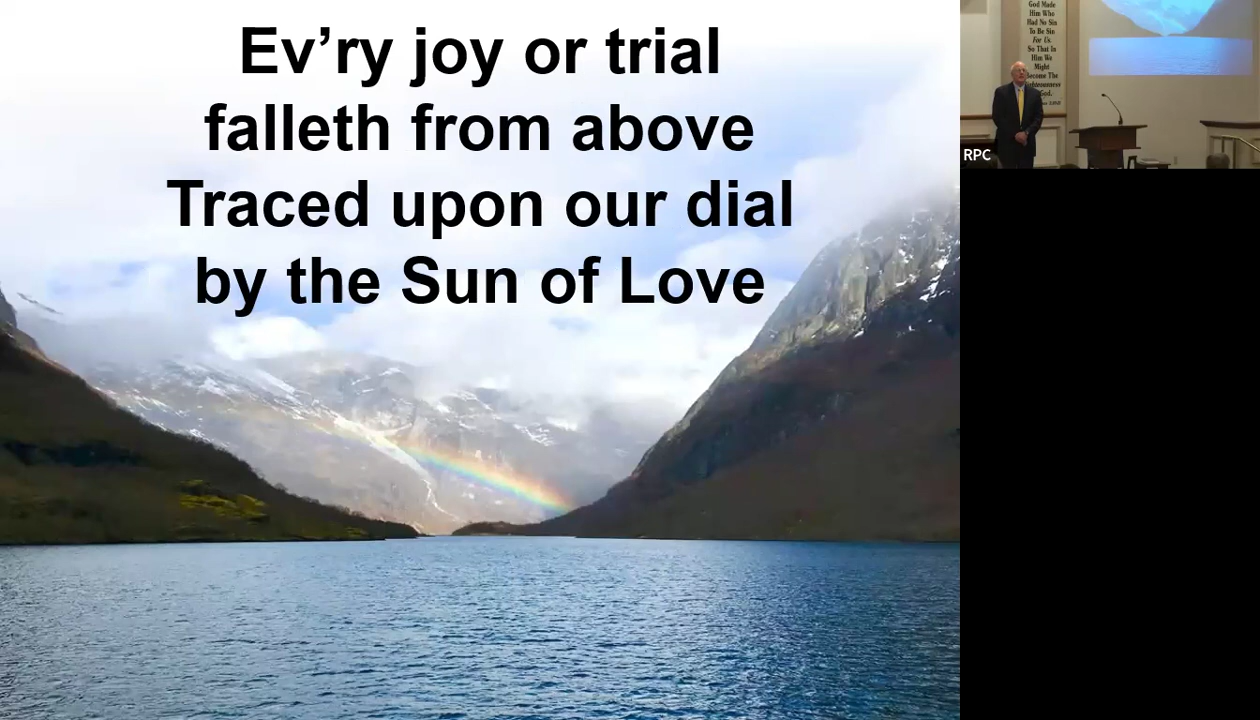 Ev’ry joy or trial
falleth from above
Traced upon our dial
by the Sun of Love
God Made
Him Who
Had No Sin
To Be Sin
For Us,
So That In
Him We
Might
Become The
Righteousness
God.
RPC